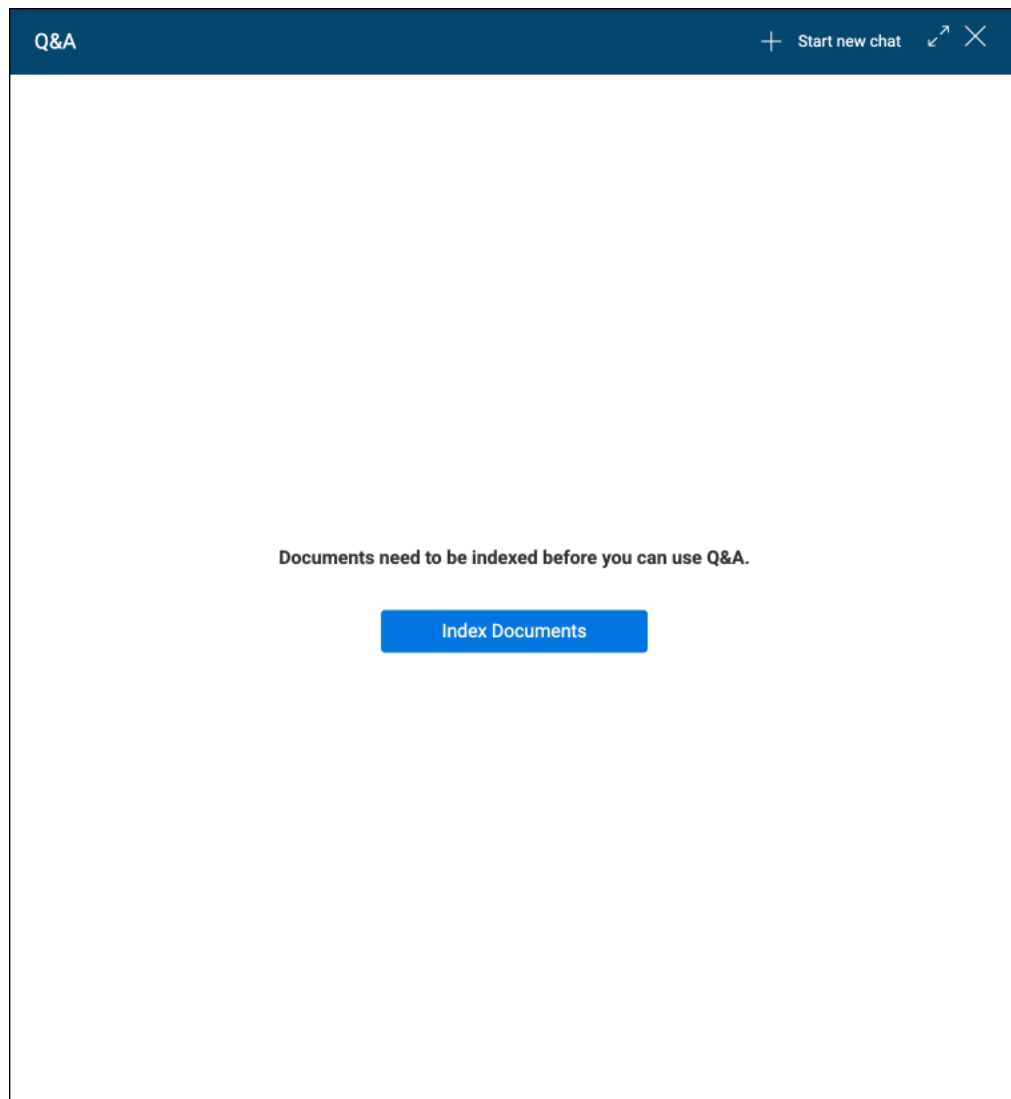 Q&A
Start new chat
Documents need to be indexed before you can use Q&A.
Index Documents